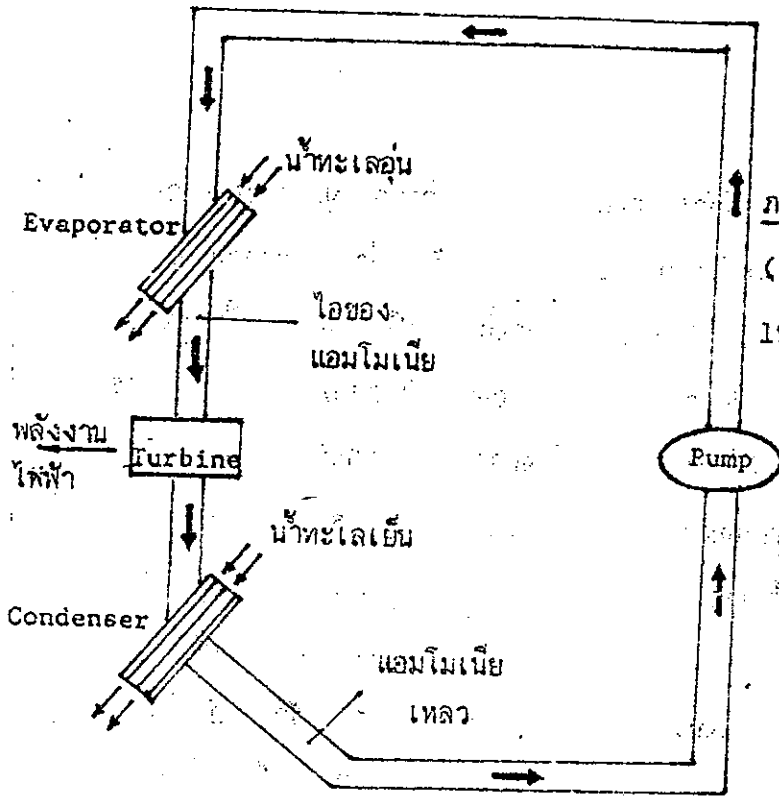 น้ำทะเลอุ่น
Evaporator
ไอของ
แอมโมเนีย
พลังงาน
ไฟฟ้า
Turbine
Pump
น้ำทะเลเย็น
Condenser
แอมโมเนีย
เหลว